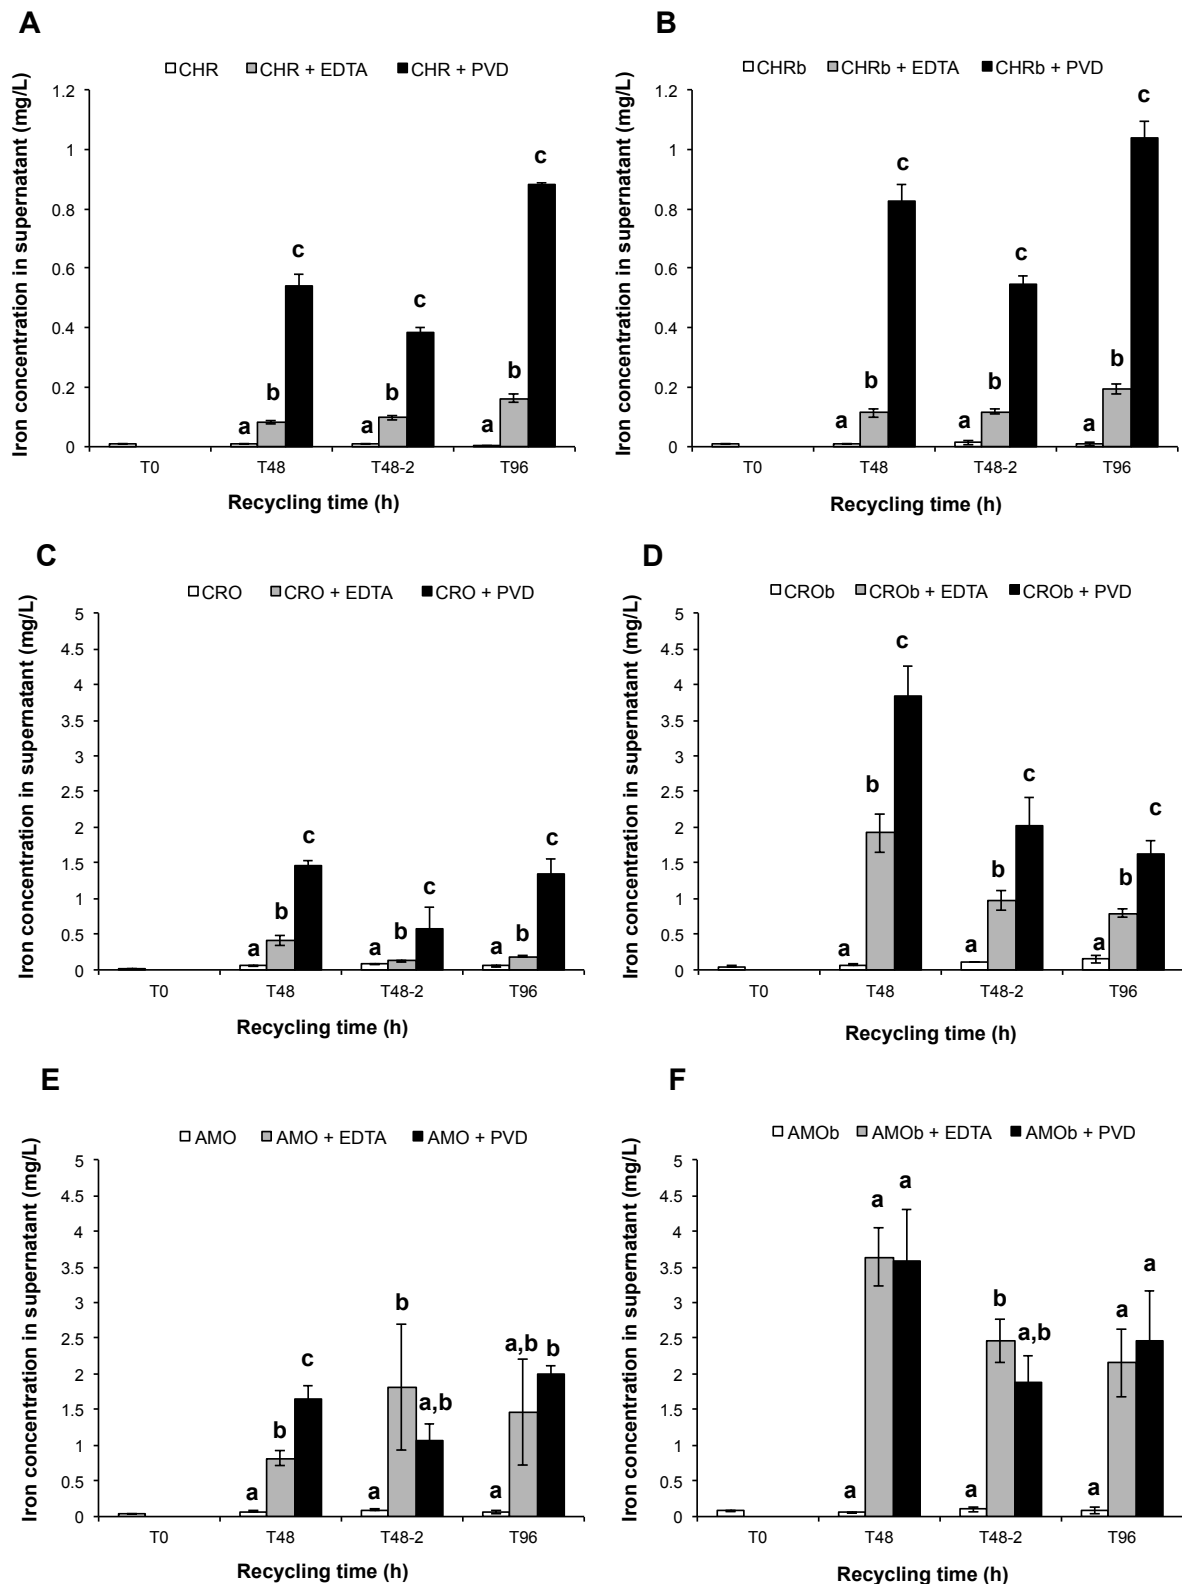 A
CHR CHR + EDTA CHR + PVD
Iron concentration in supernatant (mg/L)
1.2
1
0.8
0.6
0.4
0.2
0
a b c
a b c
a b c
T0 T48 T48-2 T96
Recycling time (h)
B
CHRb CHRb + EDTA CHRb + PVD
Iron concentration in supernatant (mg/L)
1.2
1
0.8
0.6
0.4
0.2
0
a b c
a b c
a b c
T0 T48 T48-2 T96
Recycling time (h)
C
CRO CRO + EDTA CRO + PVD
Iron concentration in supernatant (mg/L)
5
4.5
4
3.5
3
2.5
2
1.5
1
0.5
0
a b c
a b c
a b c
T0 T48 T48-2 T96
Recycling time (h)
D
CROb CROb + EDTA CROb + PVD
Iron concentration in supernatant (mg/L)
5
4.5
4
3.5
3
2.5
2
1.5
1
0.5
0
a b c
a b c
a b c
T0 T48 T48-2 T96
Recycling time (h)
E
AMO AMO + EDTA AMO + PVD
Iron concentration in supernatant (mg/L)
5
4.5
4
3.5
3
2.5
2
1.5
1
0.5
0
a b c
a b a,b
a a,b b
T0 T48 T48-2 T96
Recycling time (h)
F
AMOb AMOb + EDTA AMOb + PVD
Iron concentration in supernatant (mg/L)
5
4.5
4
3.5
3
2.5
2
1.5
1
0.5
0
a a a
a b a,b
a a a
T0 T48 T48-2 T96
Recycling time (h)